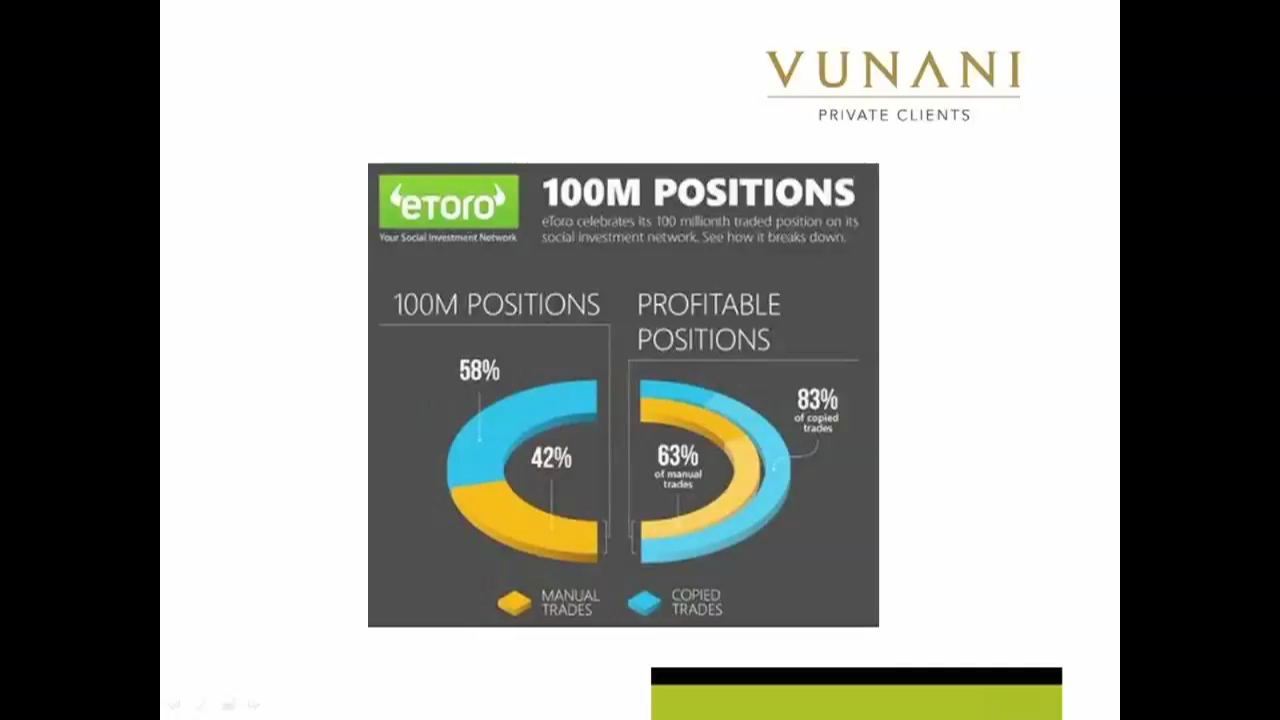 VUNANI
PRIVATE CLIENTS
eToro
Your Social Investment Network
100M POSITIONS
eToro celebrates its 100 millionth traded position on its
social investment network. See how it breaks down.
100M POSITIONS
PROFITABLE
POSITIONS
58%
42%
83%
of copied
trades
63%
of manual
trades
MANUAL
TRADES
COPIED
TRADES